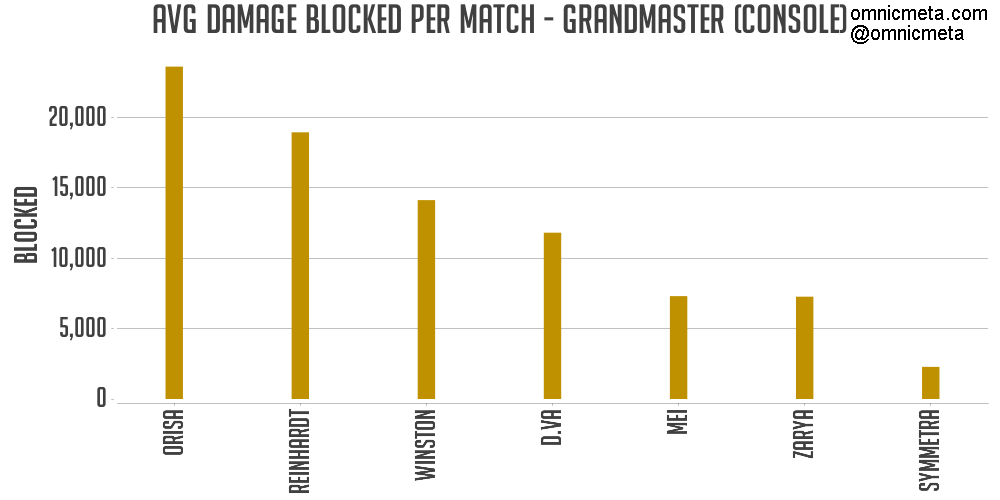 AVG DAMAGE BLOCKED PER MATCH - GRANDMASTER (CONSOLE)
omnicmeta.com
@omnicmeta
BLOCKED
20,000
15,000
10,000
5,000
0
ORISA
REINHARDT
WINSTON
D.VA
MEI
ZARYA
SYMMETRA